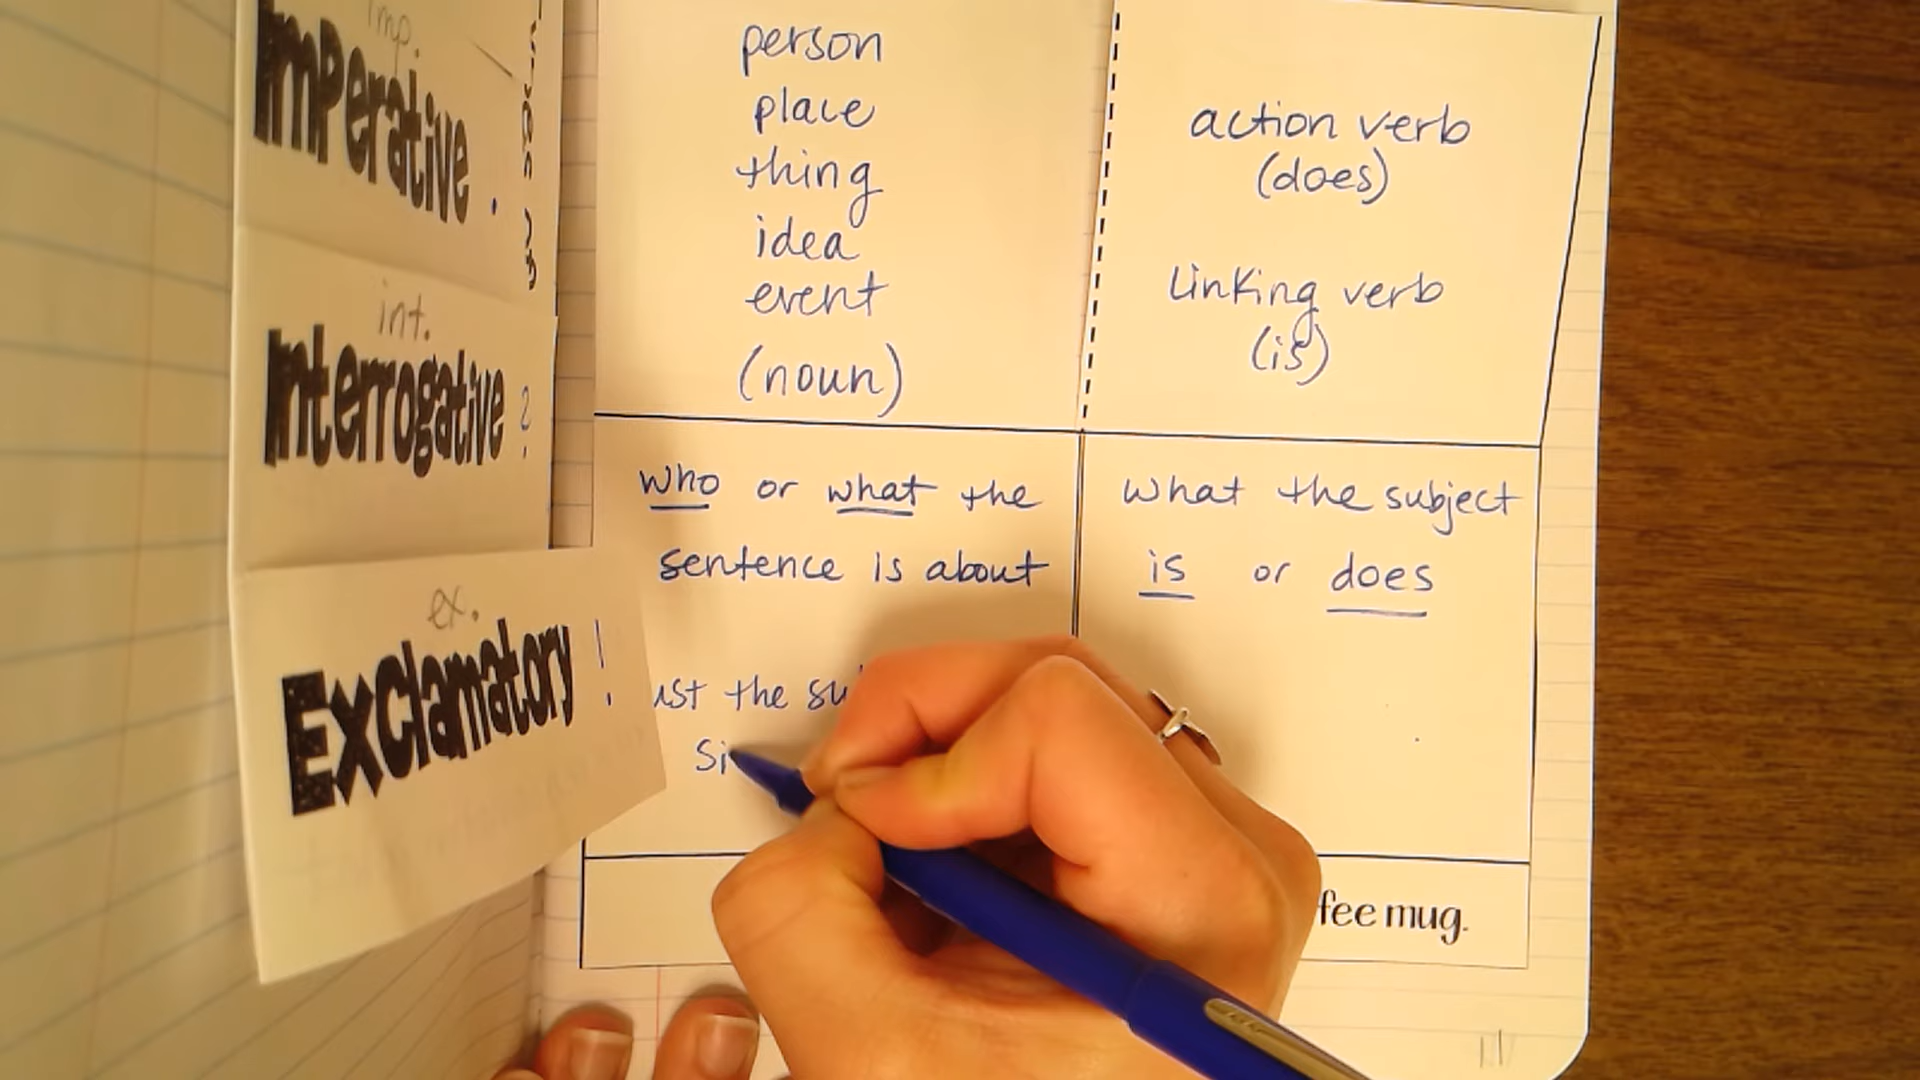 imp.
Imperative .
int.
Interrogative ?
ex.
Exclamatory !
person
place
thing
idea
event
(noun)
action verb
(does)
linking verb
(is)
who or what the
sentence is about
the
What the subject
is or does
mug.